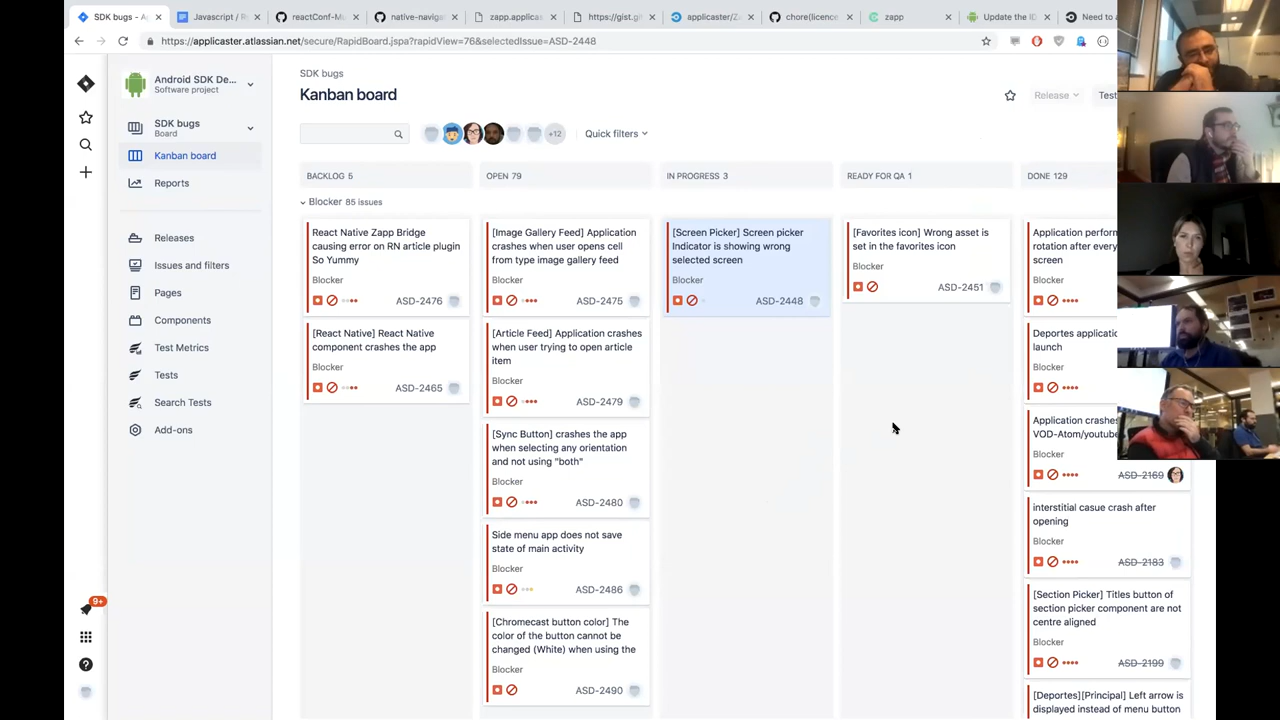 SDK bugs - A
Javascript / R
reactConf-Mu
native-naviga
zapp.applicas
https://gist.gi
applicaster/Za
chore(licence
zapp
Update the ID
Need to a
https://applicaster.atlassian.net/secure/RapidBoard.jspa?rapidView=76&selectedIssue=ASD-2448
Android SDK De...
Software project
SDK bugs
Board
Kanban board
Reports
Releases
Issues and filters
Pages
Components
Test Metrics
Tests
Search Tests
Add-ons
9+
SDK bugs
Kanban board
Release
Test
+12
Quick filters
BACKLOG 5
OPEN 79
IN PROGRESS 3
READY FOR QA 1
DONE 129
Blocker 85 issues
React Native Zapp Bridge
causing error on RN article plugin
So Yummy
Blocker
ASD-2476
[React Native] React Native
component crashes the app
Blocker
ASD-2465
[Image Gallery Feed] Application
crashes when user opens cell
from type image gallery feed
Blocker
ASD-2475
[Article Feed] Application crashes
when user trying to open article
item
Blocker
ASD-2479
[Sync Button] crashes the app
when selecting any orientation
and not using "both"
Blocker
ASD-2480
Side menu app does not save
state of main activity
Blocker
ASD-2486
[Chromecast button color] The
color of the button cannot be
changed (White) when using the
Blocker
ASD-2490
[Screen Picker] Screen picker
Indicator is showing wrong
selected screen
Blocker
ASD-2448
[Favorites icon] Wrong asset is
set in the favorites icon
Blocker
ASD-2451
Application perform
rotation after every
screen
Blocker
Deportes applicatio
launch
Blocker
Application crashes
VOD-Atom/youtube
Blocker
ASD-2169
interstitial casue crash after
opening
Blocker
ASD-2183
[Section Picker] Titles button of
section picker component are not
centre aligned
Blocker
ASD-2199
[Deportes][Principal] Left arrow is
displayed instead of menu button